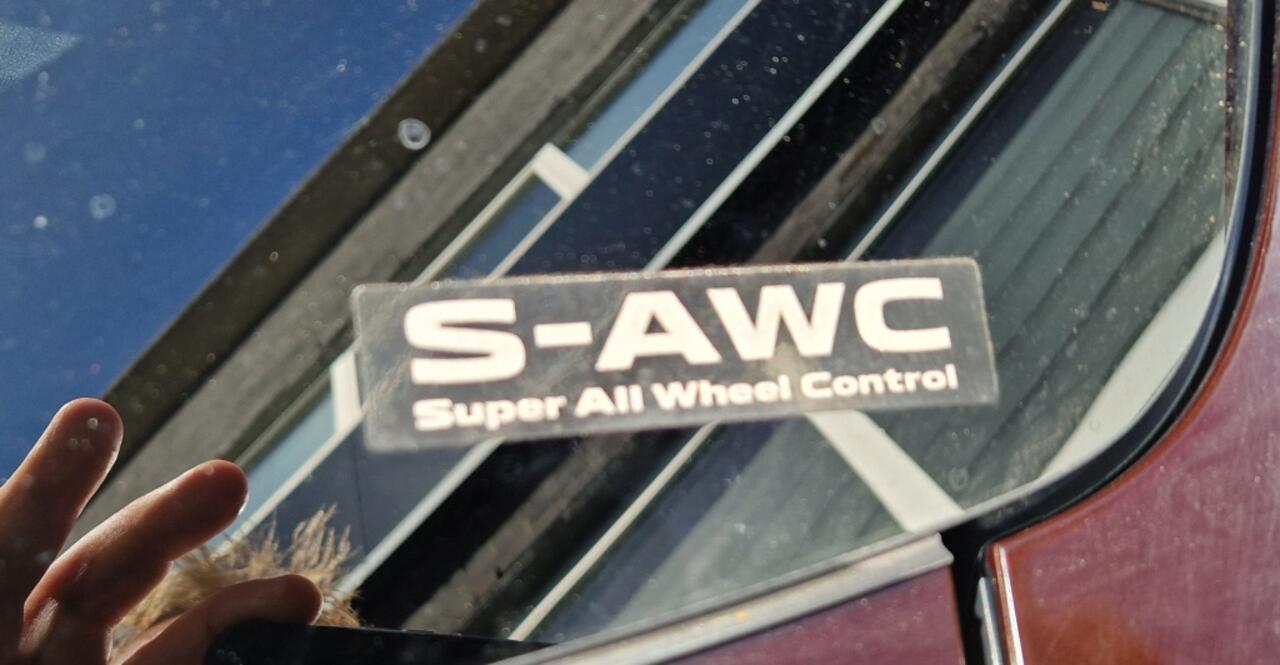 S-AWC
Super All Wheel Control